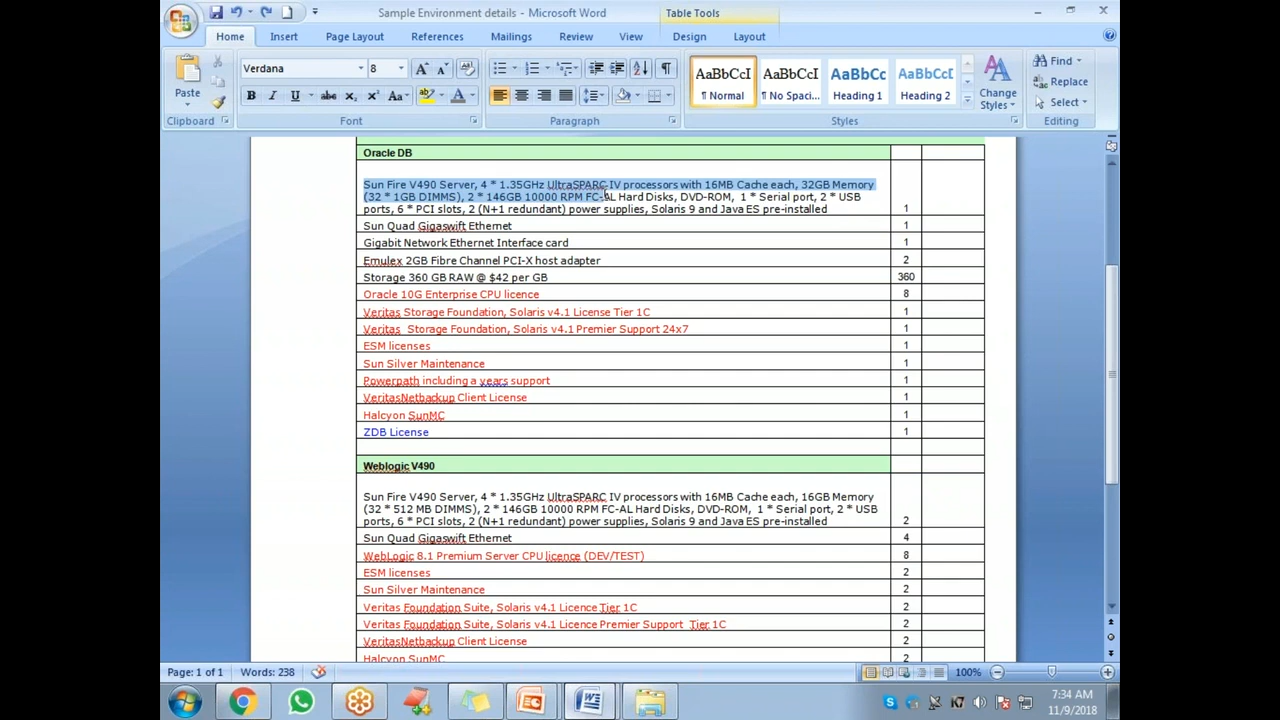 Sample Environment details - Microsoft Word
Table Tools
Home Insert Page Layout References Mailings Review View Design Layout
Paste
Clipboard
Verdana 8
Font
Paragraph
AaBbCcI AaBbCcI AaBbCc AaBbCcI
¶ Normal ¶ No Spaci... Heading 1 Heading 2
Change Styles
Styles
Find
Replace
Select
Editing
Oracle DB
Sun Fire V490 Server, 4 * 1.35GHz UltraSPARC IV processors with 16MB Cache each, 32GB Memory
(32 * 1GB DIMMS), 2 * 146GB 10000 RPM FC-AL Hard Disks, DVD-ROM, 1 * Serial port, 2 * USB
ports, 6 * PCI slots, 2 (N+1 redundant) power supplies, Solaris 9 and Java ES pre-installed 1
Sun Quad Gigaswift Ethernet 1
Gigabit Network Ethernet Interface card 1
Emulex 2GB Fibre Channel PCI-X host adapter 2
Storage 360 GB RAW @ $42 per GB 360
Oracle 10G Enterprise CPU licence 8
Veritas Storage Foundation, Solaris v4.1 License Tier 1C 1
Veritas Storage Foundation, Solaris v4.1 Premier Support 24x7 1
ESM licenses 1
Sun Silver Maintenance 1
Powerpath including a years support 1
VeritasNetbackup Client License 1
Halcyon SunMC 1
ZDB License 1
Weblogic V490
Sun Fire V490 Server, 4 * 1.35GHz UltraSPARC IV processors with 16MB Cache each, 16GB Memory
(32 * 512 MB DIMMS), 2 * 146GB 10000 RPM FC-AL Hard Disks, DVD-ROM, 1 * Serial port, 2 * USB
ports, 6 * PCI slots, 2 (N+1 redundant) power supplies, Solaris 9 and Java ES pre-installed 2
Sun Quad Gigaswift Ethernet 4
WebLogic 8.1 Premium Server CPU licence (DEV/TEST) 8
ESM licenses 2
Sun Silver Maintenance 2
Veritas Foundation Suite, Solaris v4.1 Licence Tier 1C 2
Veritas Foundation Suite, Solaris v4.1 Licence Premier Support Tier 1C 2
VeritasNetbackup Client License 2
Halcyon SunMC 2
Page: 1 of 1 Words: 238 100%
7:34 AM
11/9/2018